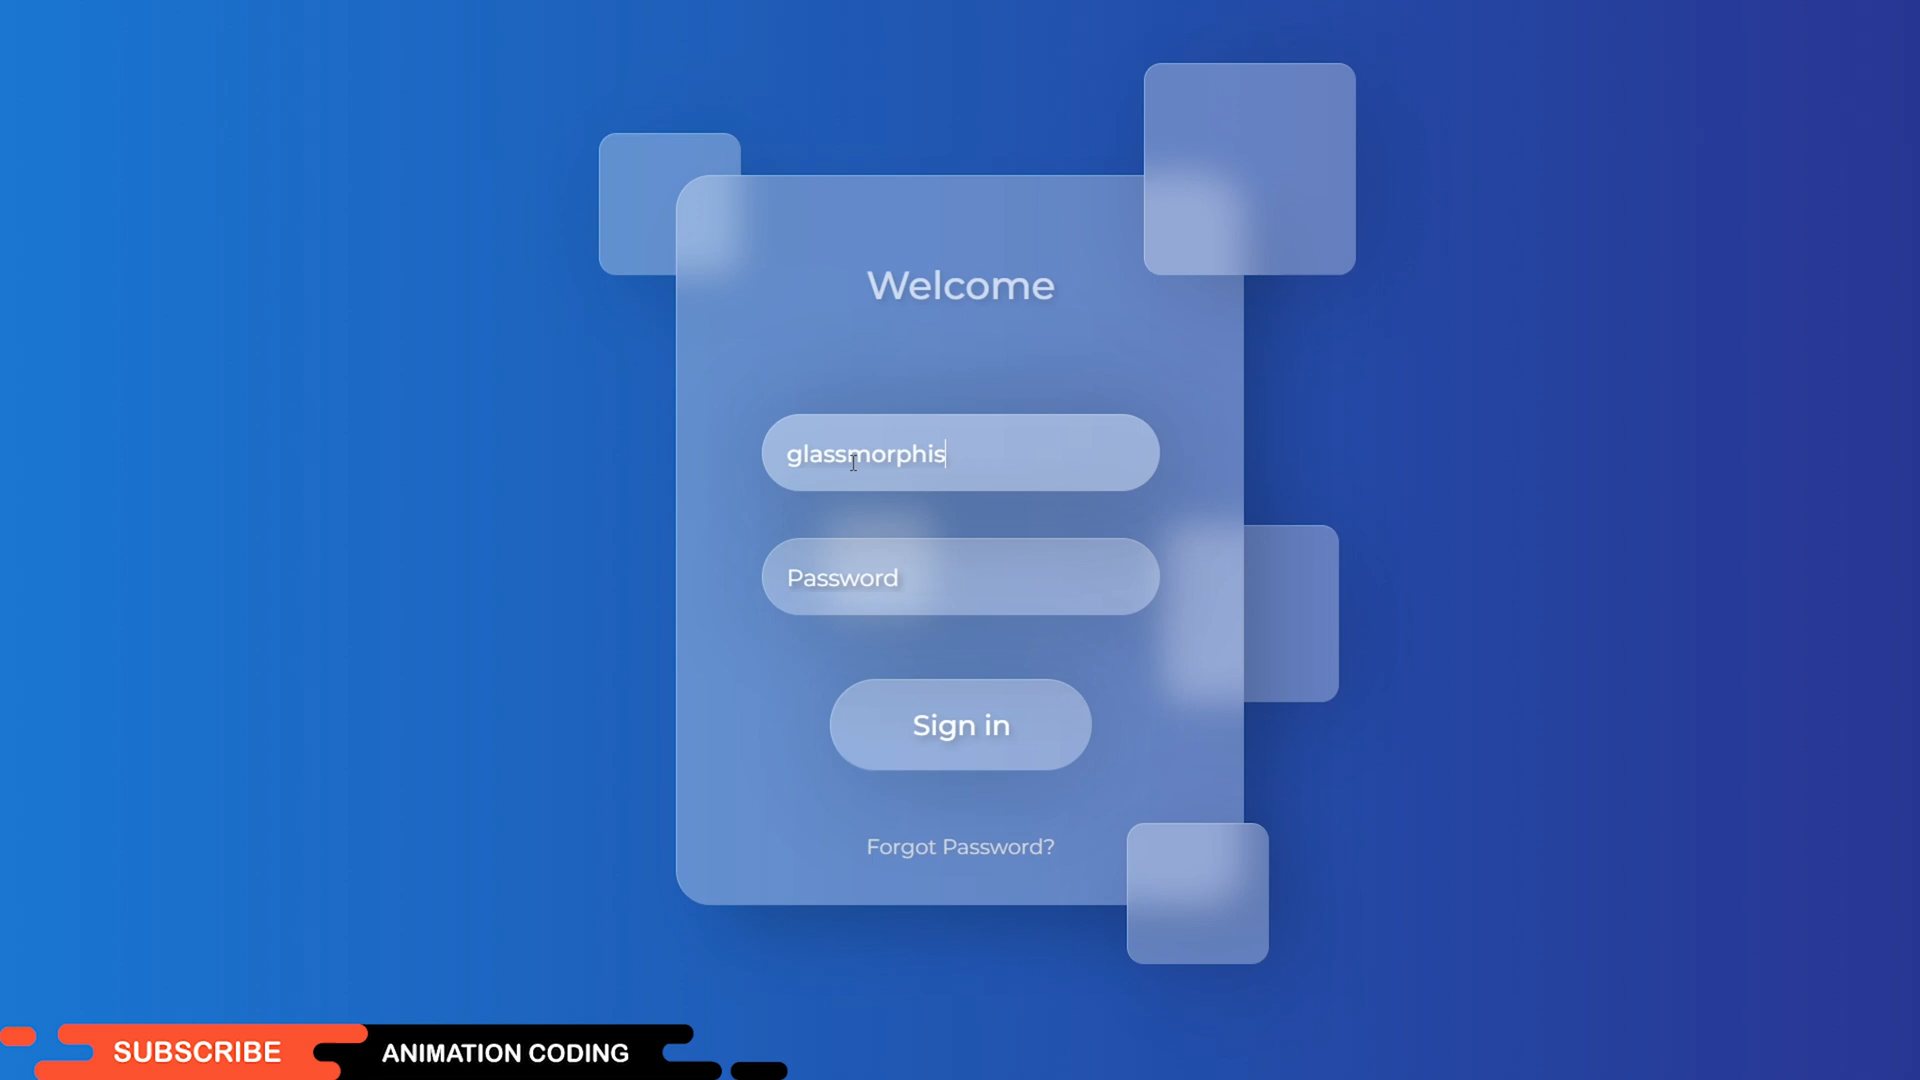 Welcome
glassmorphis
Password
Sign in
Forgot Password?
SUBSCRIBE
ANIMATION CODING